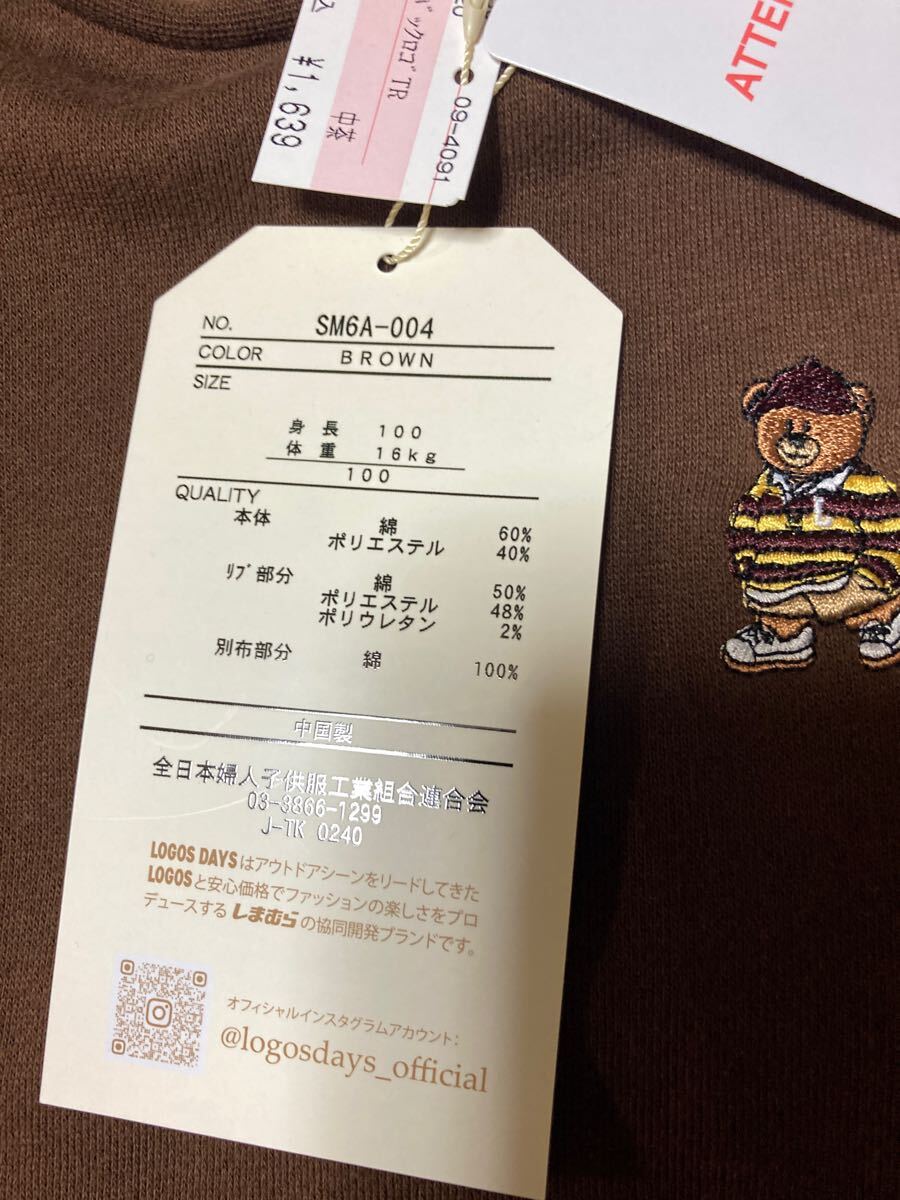 ﾊﾞｯｸﾛｺﾞTR
09-4091
中茶
¥1,639
ATTE
NO. SM6A-004
COLOR BROWN
SIZE
身長 100
体重 16kg
100
QUALITY
本体 綿 60%
ポリエステル 40%
ﾘﾌﾞ部分 綿 50%
ポリエステル 48%
ポリウレタン 2%
別布部分 綿 100%
中国製
全日本婦人子供服工業組合連合会
03-3866-1299
J-TK 0240
LOGOS DAYSはアウトドアシーンをリードしてきた
LOGOSと安心価格でファッションの楽しさをプロ
デュースするしまむらの協同開発ブランドです。
オフィシャルインスタグラムアカウント：
@logosdays_official
L